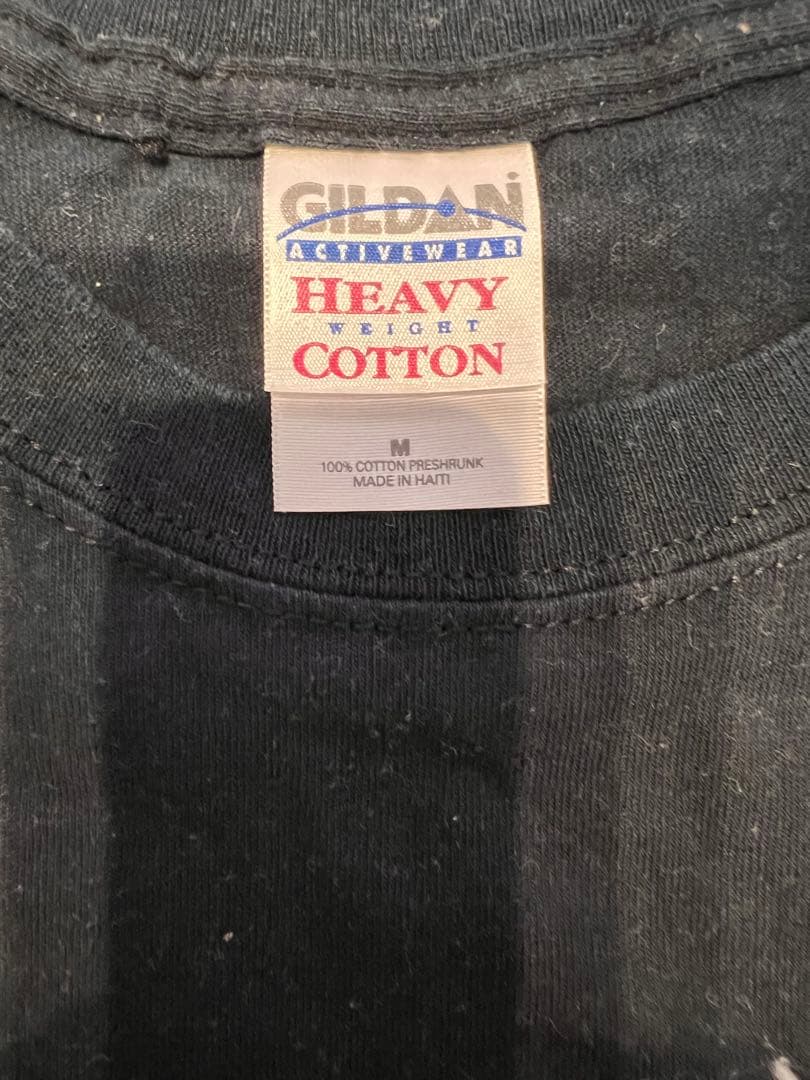 GILDAN
ACTIVEWEAR
HEAVY
WEIGHT
COTTON
M
100% COTTON PRESHRUNK
MADE IN HAITI